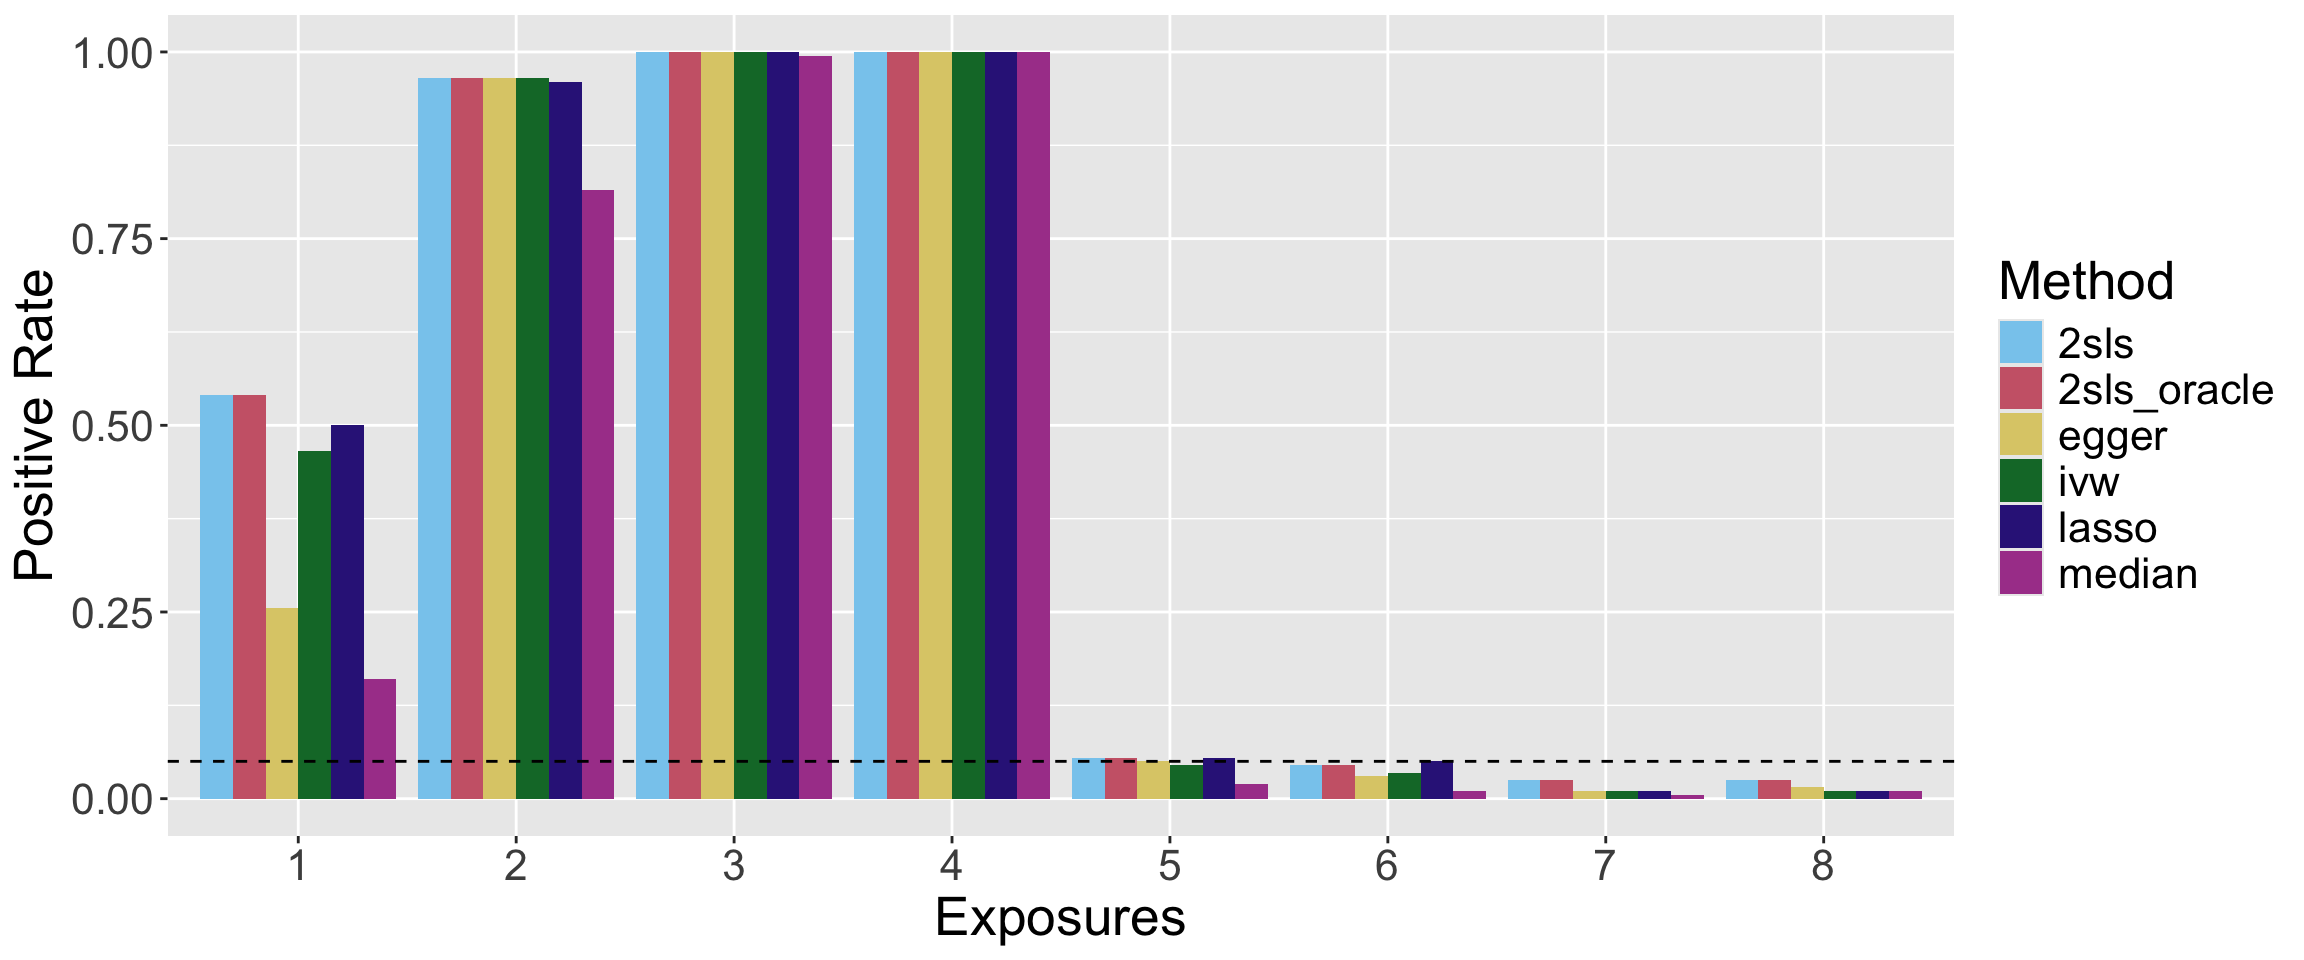 1.00
0.75
0.50
0.25
0.00
Positive Rate
1 2 3 4 5 6 7 8
Exposures
Method
2sls
2sls_oracle
egger
ivw
lasso
median